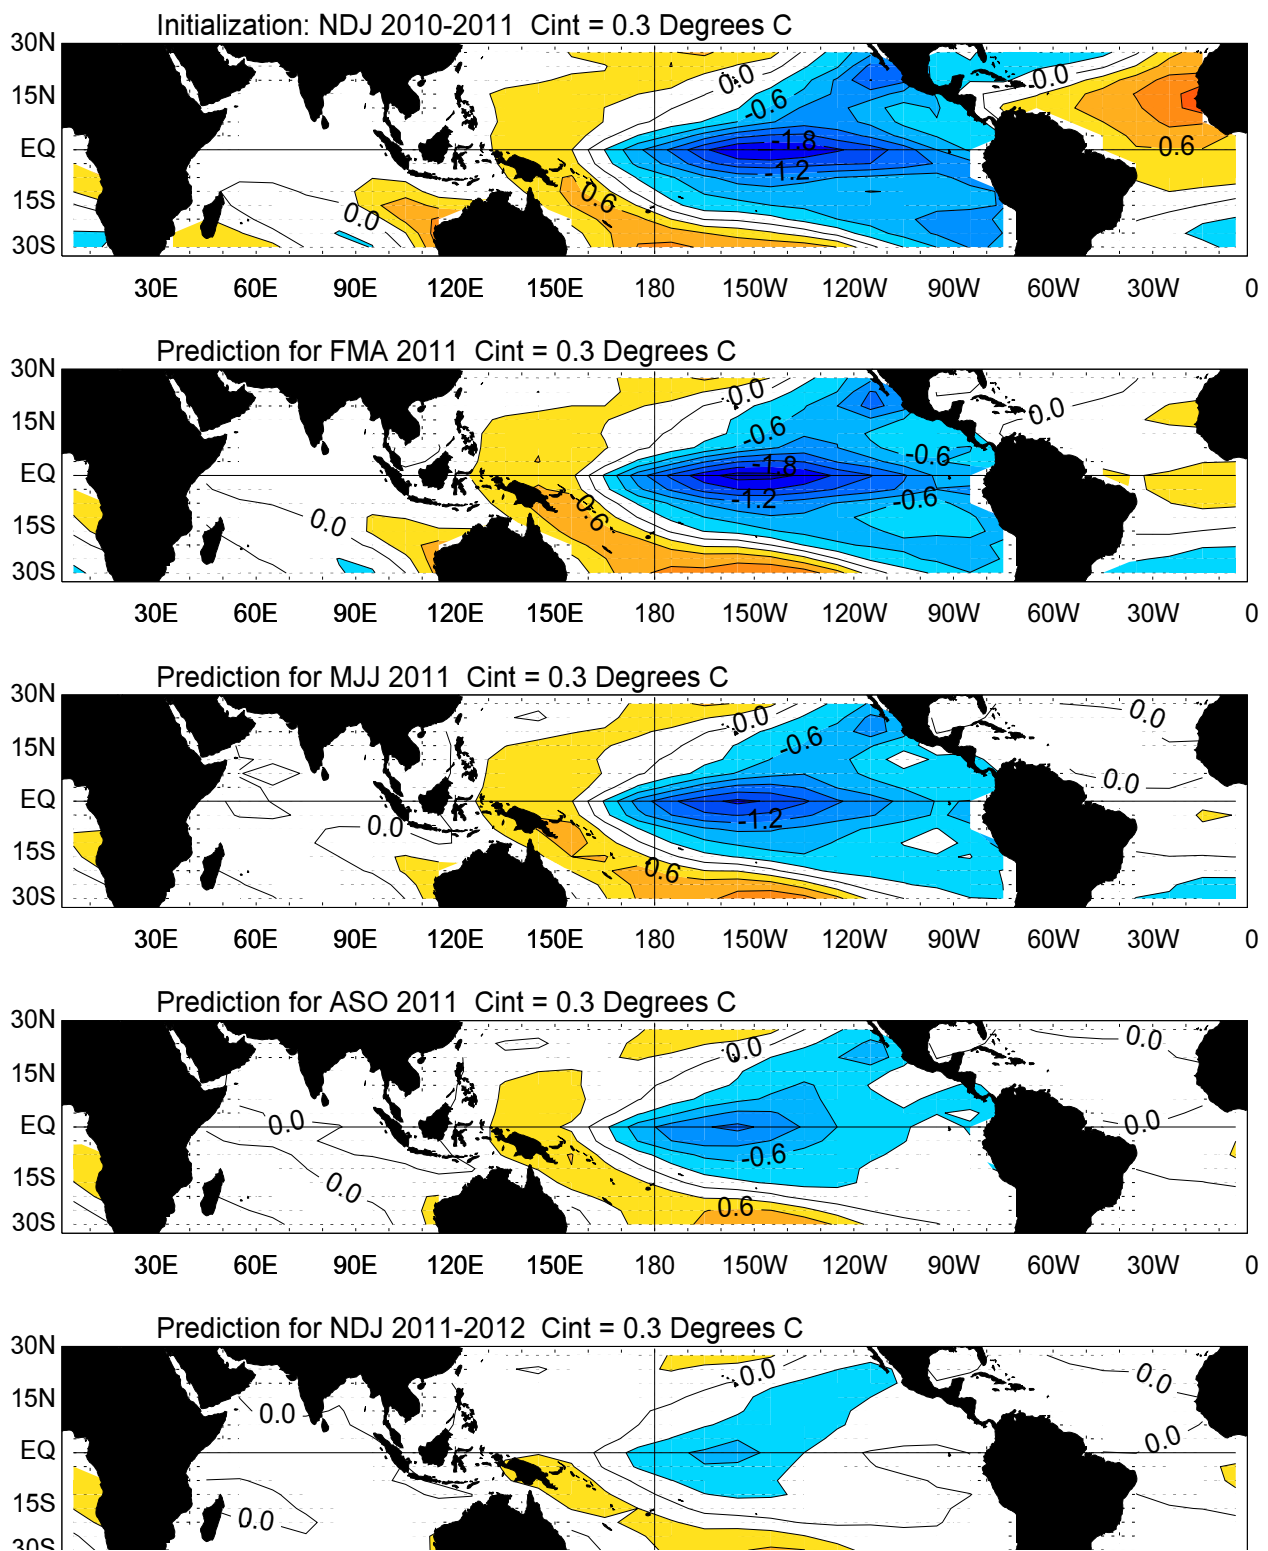 Initialization: NDJ 2010-2011 Cint = 0.3 Degrees C
30N
15N
EQ
15S
30S
0.0
-0.6
-1.8
-1.2
0.6
0.0
0.0
0.6
30E 60E 90E 120E 150E 180 150W 120W 90W 60W 30W 0
Prediction for FMA 2011 Cint = 0.3 Degrees C
30N
15N
EQ
15S
30S
0.0
-0.6
-1.8
-1.2
0.6
0.0
-0.6
-0.6
0.0
30E 60E 90E 120E 150E 180 150W 120W 90W 60W 30W 0
Prediction for MJJ 2011 Cint = 0.3 Degrees C
30N
15N
EQ
15S
30S
0.0
-0.6
-1.2
0.0
0.6
0.0
0.0
30E 60E 90E 120E 150E 180 150W 120W 90W 60W 30W 0
Prediction for ASO 2011 Cint = 0.3 Degrees C
30N
15N
EQ
15S
30S
0.0
0.0
0.0
-0.6
0.6
0.0
0.0
30E 60E 90E 120E 150E 180 150W 120W 90W 60W 30W 0
Prediction for NDJ 2011-2012 Cint = 0.3 Degrees C
30N
15N
EQ
15S
30S
0.0
0.0
0.0
0.0
0.0